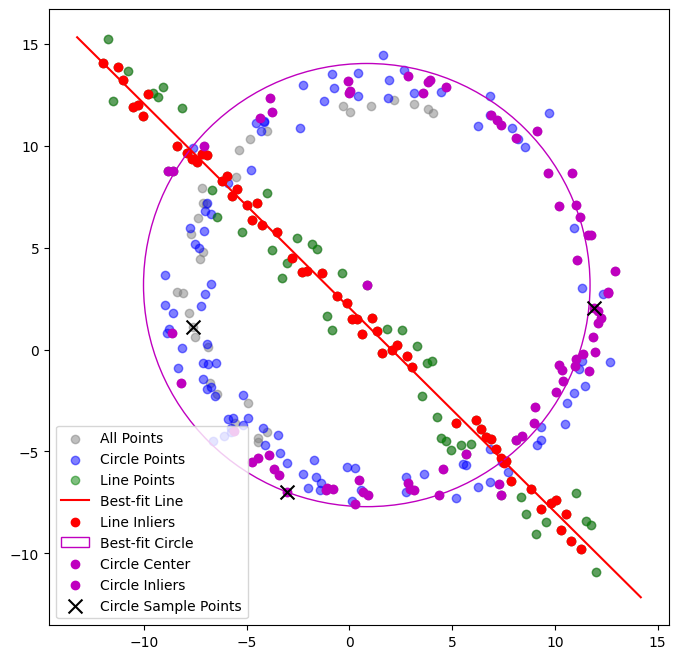 15
10
5
0
−5
−10
All Points
Circle Points
Line Points
Best-fit Line
Line Inliers
Best-fit Circle
Circle Center
Circle Inliers
Circle Sample Points
−10 −5 0 5 10 15